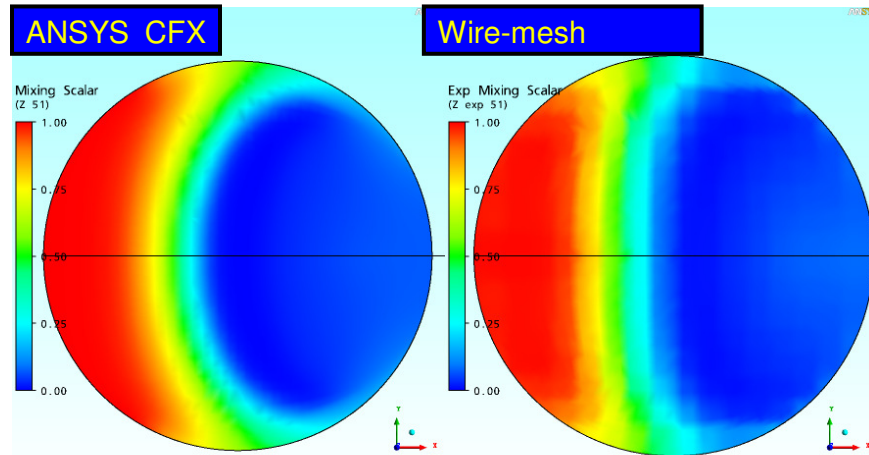 ANSYS CFX
Wire-mesh
Mixing Scalar
(Z 51)
1.00
0.75
0.50
0.25
0.00
Y
X
Exp Mixing Scalar
(Z exp 51)
1.00
0.75
0.50
0.25
0.00
Y
X